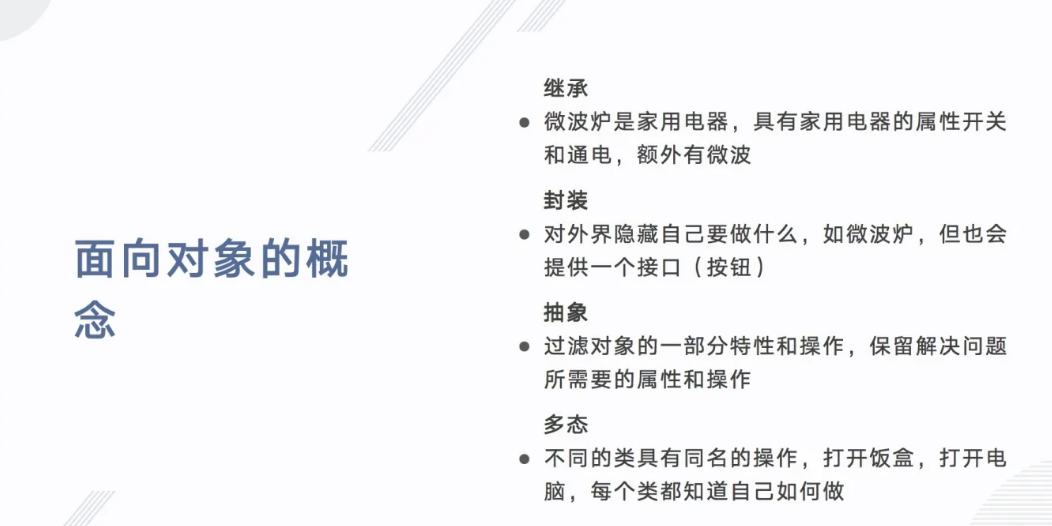 面向对象的概
念
继承
● 微波炉是家用电器，具有家用电器的属性开关
和通电，额外有微波
封装
● 对外界隐藏自己要做什么，如微波炉，但也会
提供一个接口（按钮）
抽象
● 过滤对象的一部分特性和操作，保留解决问题
所需要的属性和操作
多态
● 不同的类具有同名的操作，打开饭盒，打开电
脑，每个类都知道自己如何做